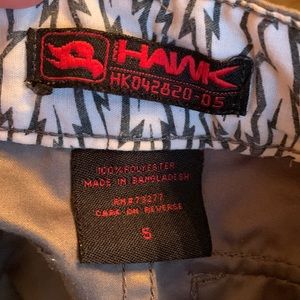 HAWK
HK042820-05
100% POLYESTER
MADE IN BANGLADESH
RN#73277
CARE ON REVERSE
5